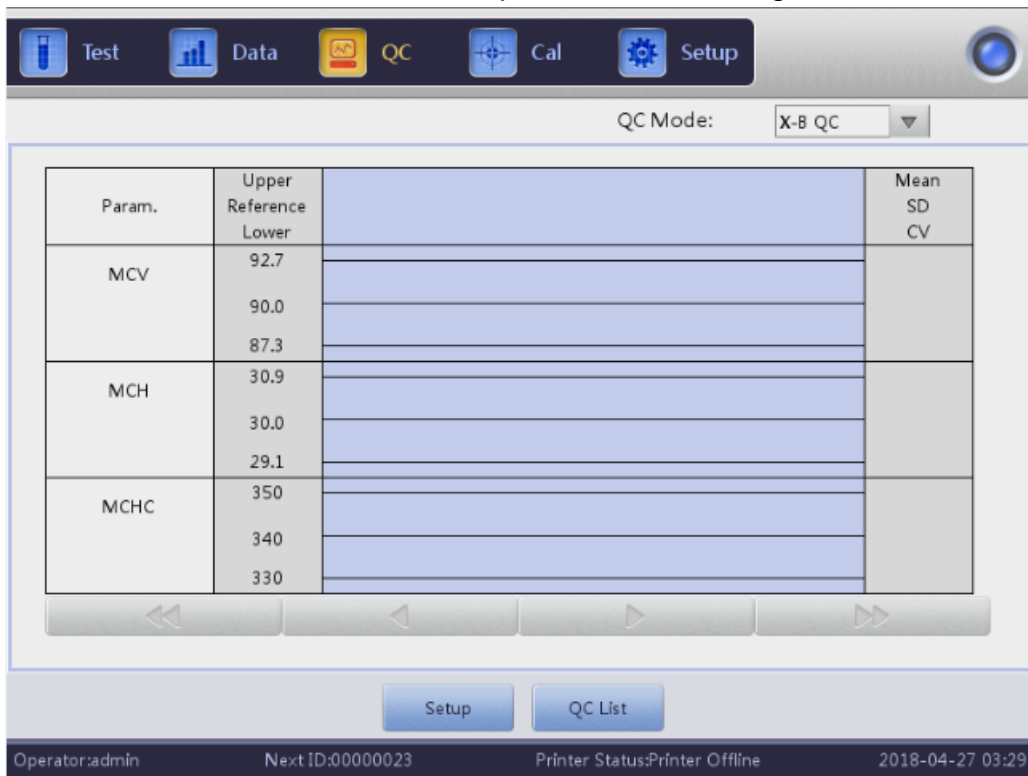 Test Data QC Cal Setup
QC Mode: X-B QC
Param. Upper Reference Lower Mean SD CV
MCV
92.7
90.0
87.3
MCH
30.9
30.0
29.1
MCHC
350
340
330
Setup QC List
Operator:admin Next ID:00000023 Printer Status:Printer Offline 2018-04-27 03:29